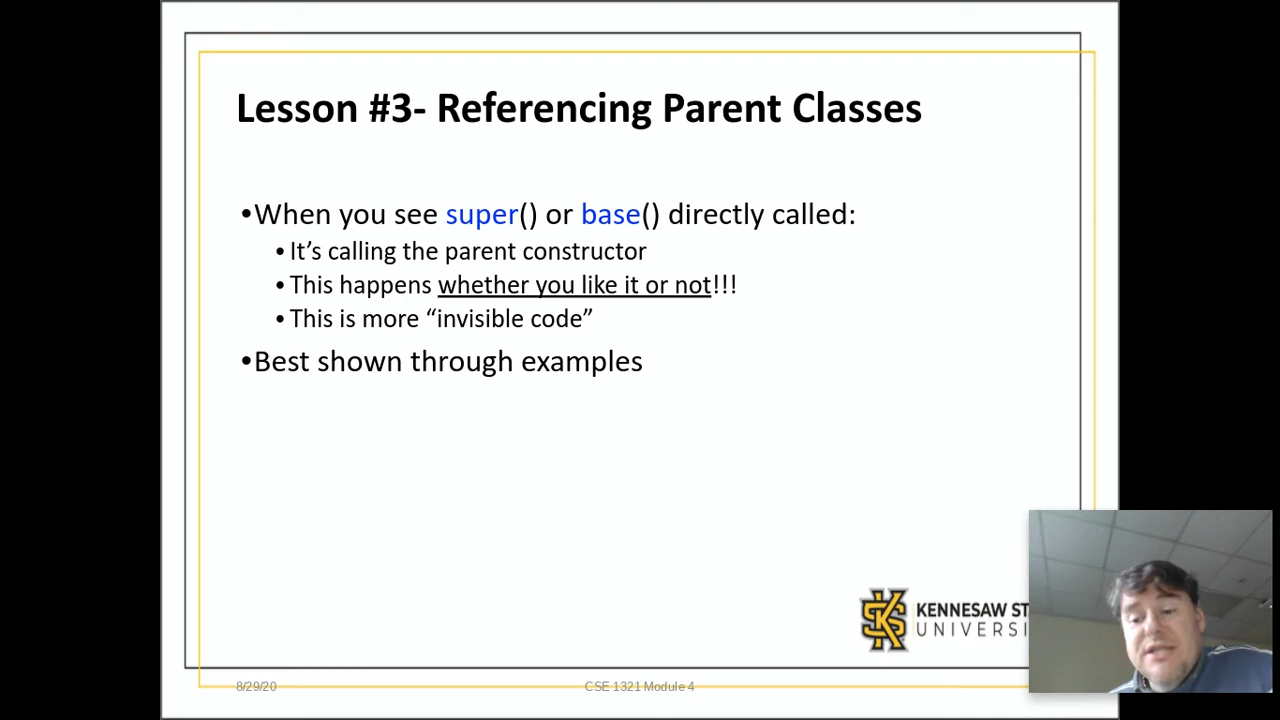 Lesson #3- Referencing Parent Classes
•When you see super() or base() directly called:
•It’s calling the parent constructor
•This happens whether you like it or not!!!
•This is more “invisible code”
•Best shown through examples
KENNESAW ST
UNIVERSI
8/29/20
CSE 1321 Module 4